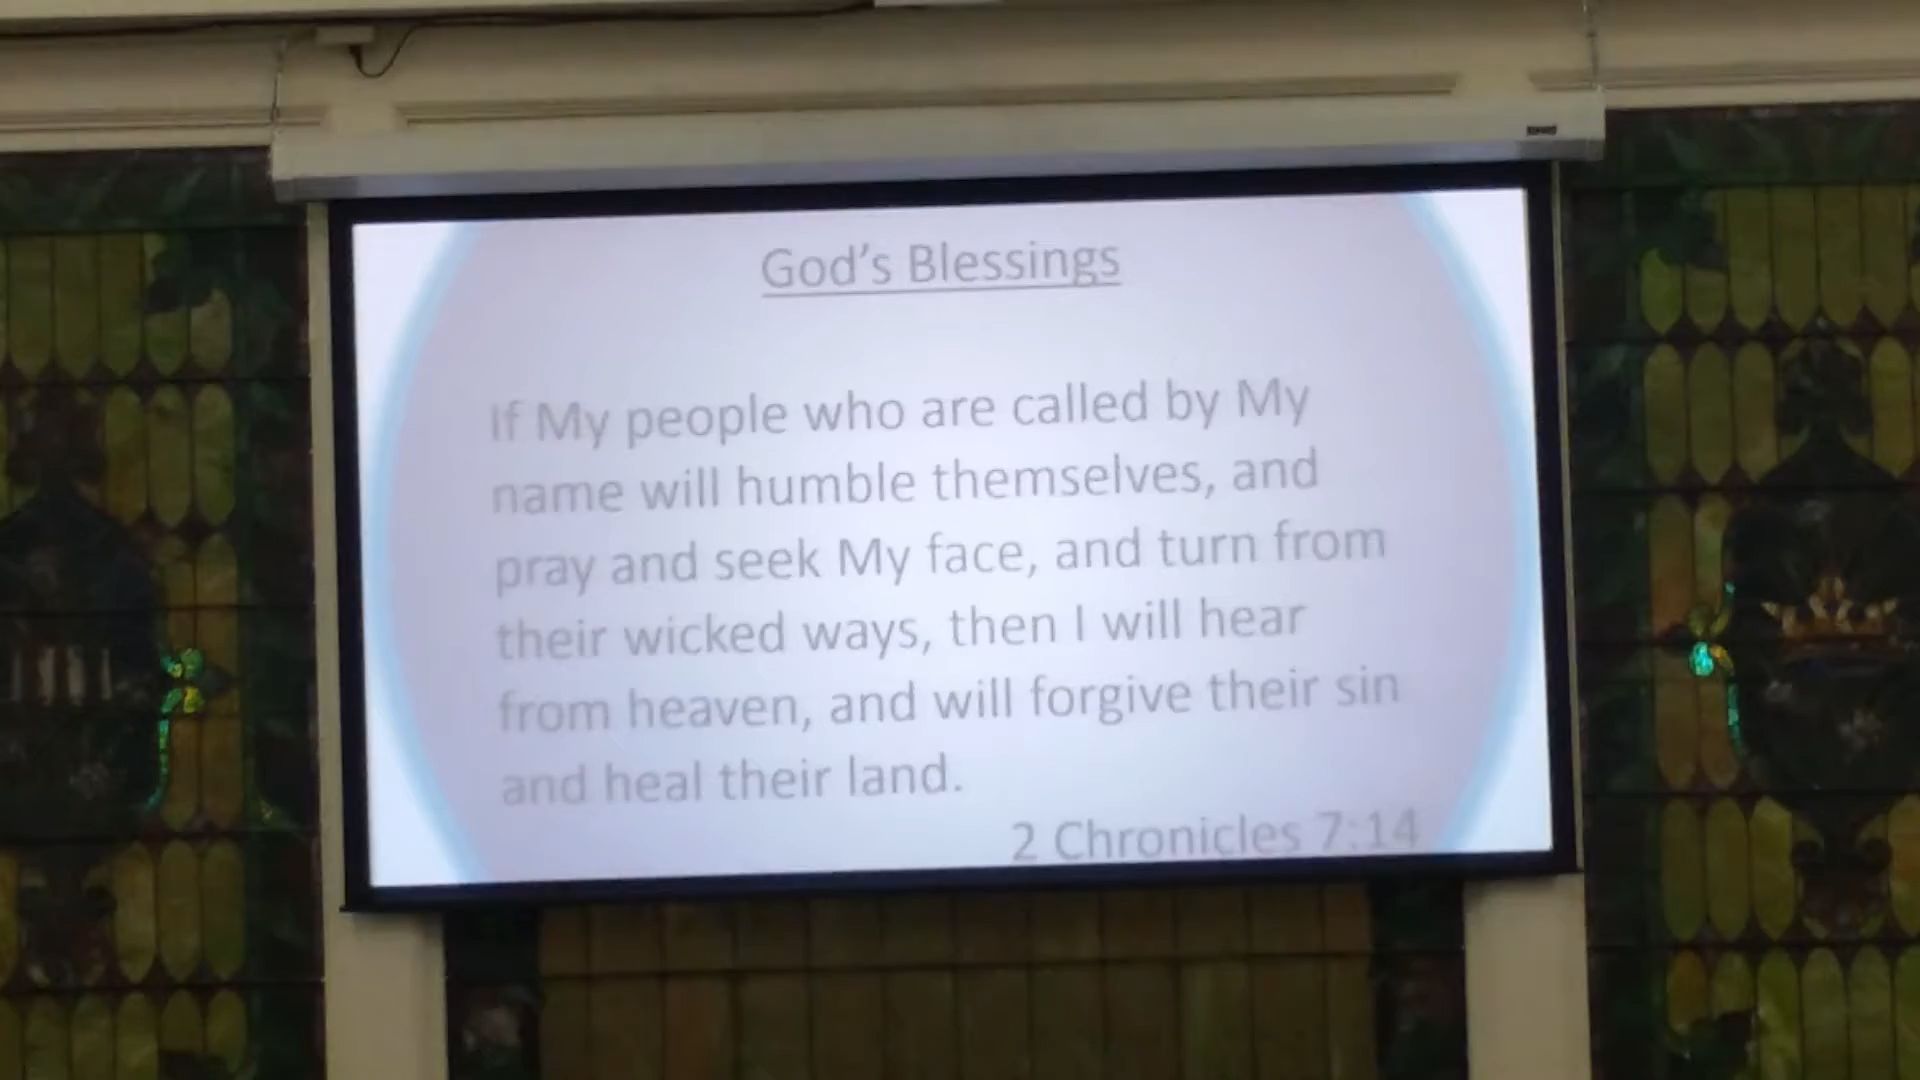 God's Blessings
If My people who are called by My
name will humble themselves, and
pray and seek My face, and turn from
their wicked ways, then I will hear
from heaven, and will forgive their sin
and heal their land.
2 Chronicles 7:14